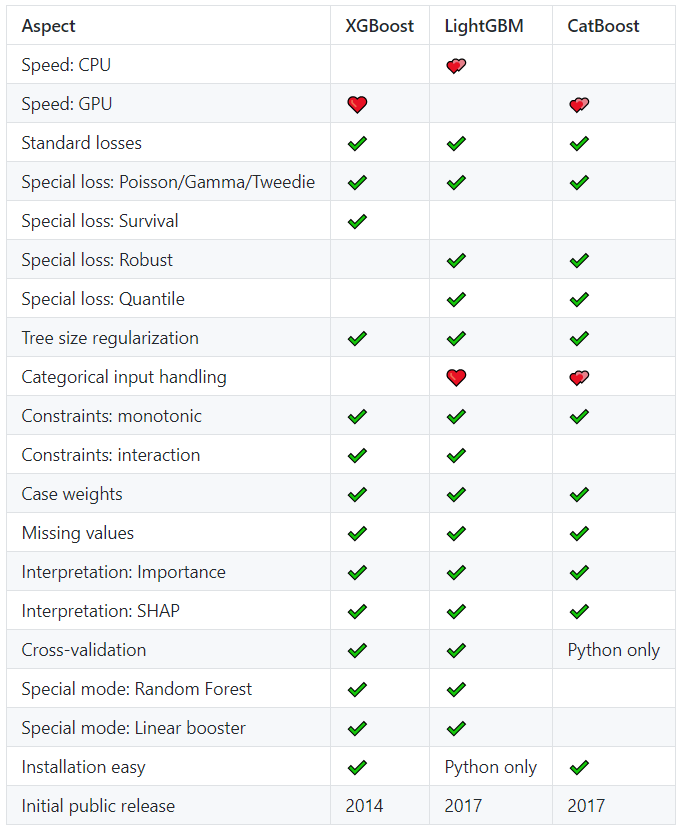 Aspect XGBoost LightGBM CatBoost
Speed: CPU 💕
Speed: GPU ❤️ 💕
Standard losses ✔ ✔ ✔
Special loss: Poisson/Gamma/Tweedie ✔ ✔ ✔
Special loss: Survival ✔
Special loss: Robust ✔ ✔
Special loss: Quantile ✔ ✔
Tree size regularization ✔ ✔ ✔
Categorical input handling ❤️ 💕
Constraints: monotonic ✔ ✔ ✔
Constraints: interaction ✔ ✔
Case weights ✔ ✔ ✔
Missing values ✔ ✔ ✔
Interpretation: Importance ✔ ✔ ✔
Interpretation: SHAP ✔ ✔ ✔
Cross-validation ✔ ✔ Python only
Special mode: Random Forest ✔ ✔
Special mode: Linear booster ✔ ✔
Installation easy ✔ Python only ✔
Initial public release 2014 2017 2017